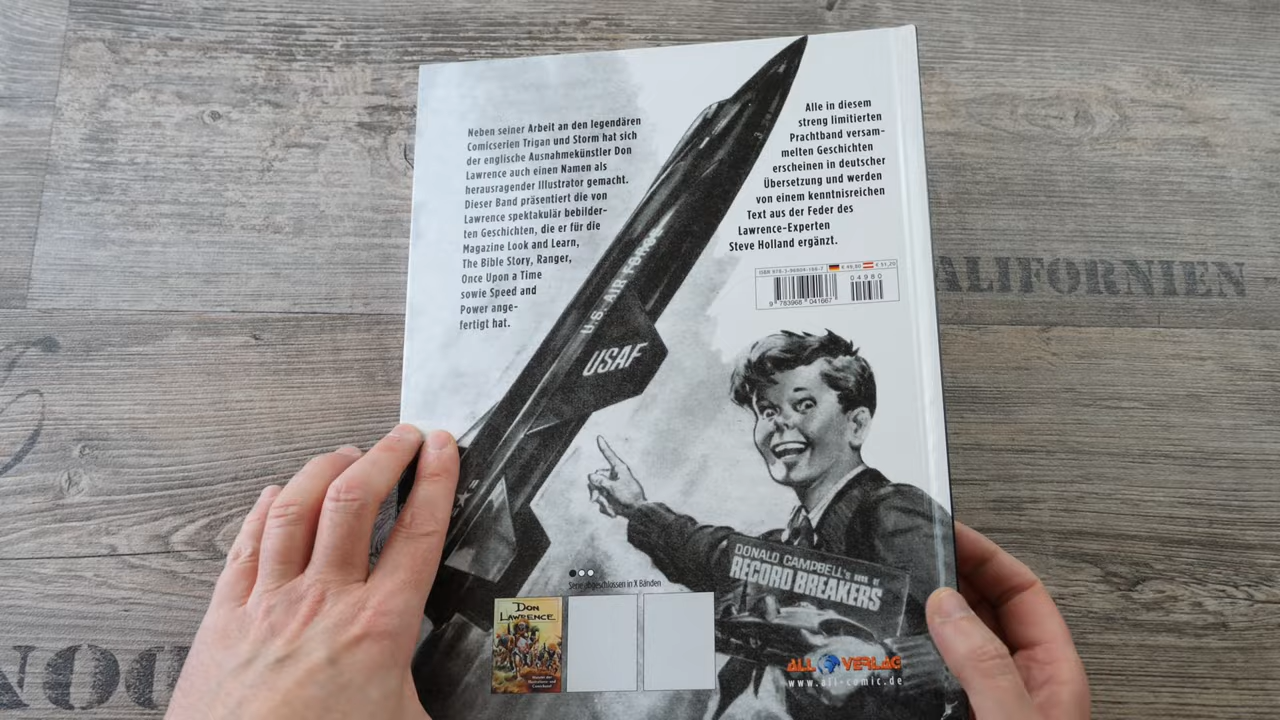 Neben seiner Arbeit an den legendären
Comicserien Trigan und Storm hat sich
der englische Ausnahmekünstler Don
Lawrence auch einen Namen als
herausragender Illustrator gemacht.
Dieser Band präsentiert die von
Lawrence spektakulär bebilder-
ten Geschichten, die er für die
Magazine Look and Learn,
The Bible Story, Ranger,
Once Upon a Time
sowie Speed and
Power ange-
fertigt hat.
Alle in diesem
streng limitierten
Prachtband versam-
melten Geschichten
erscheinen in deutscher
Übersetzung und werden
von einem kenntnisreichen
Text aus der Feder des
Lawrence-Experten
Steve Holland ergänzt.
ISBN 978-3-96804-166-7 € 49,80 € 51,20
04980
9 783968 041667
U.S. AIR FORCE
USAF
DONALD CAMPBELL'S BOOK OF
RECORD BREAKERS
Serie abgeschlossen in X Bänden
DON
LAWRENCE
ALL VERLAG
www.all-comic.de
ALIFORNIEN
NOO